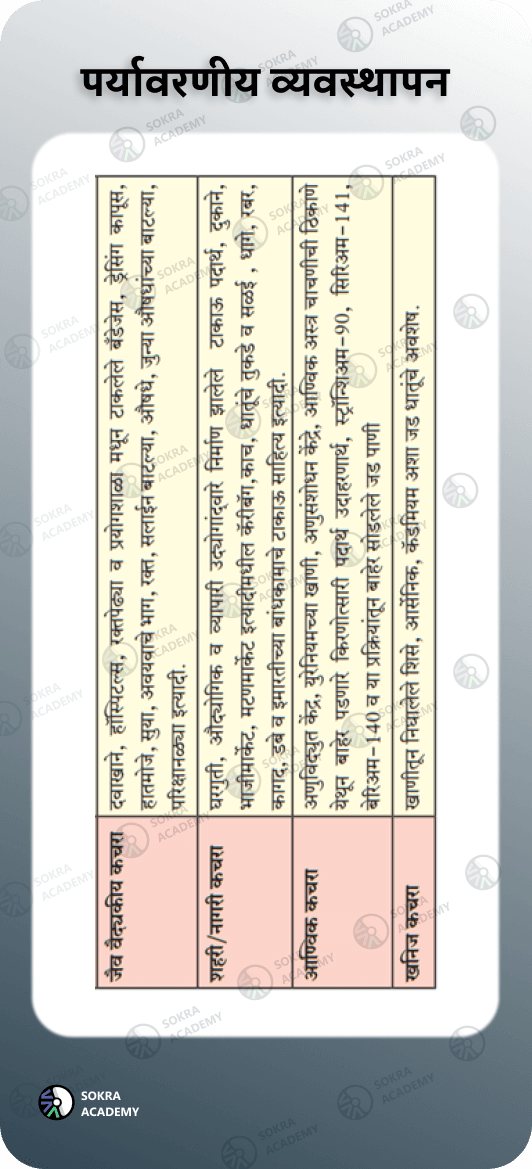 पर्यावरणीय व्यवस्थापन
जैव वैद्यकीय कचरा
दवाखाने, हॉस्पिटल्स, रक्तपेढ्या व प्रयोगशाळा मधून टाकलेले बँडेजेस, ड्रेसिंग कापूस,
हातमोजे, सुया, अवयवाचे भाग, रक्त, सलाईन बाटल्या, औषधे, जुन्या औषधांच्या बाटल्या,
परिक्षानळ्या इत्यादी.
शहरी/नागरी कचरा
घरगुती, औद्योगिक व व्यापारी उद्योगांद्वारे निर्माण झालेले टाकाऊ पदार्थ, दुकाने,
भाजीमार्केट, मटणमार्केट इत्यादीमधील कॅरीबॅग, काच, धातूंचे तुकडे व सळई , धागे, रबर,
कागद, डबे व इमारतीच्या बांधकामाचे टाकाऊ साहित्य इत्यादी.
आण्विक कचरा
अणुविद्युत केंद्र, युरेनियमच्या खाणी, अणुसंशोधन केंद्रे, आण्विक अस्त्र चाचणीची ठिकाणे
येथून बाहेर पडणारे किरणोत्सारी पदार्थ उदाहरणार्थ, स्ट्रॉन्शिअम-90, सिरिअम-141,
बेरिअम-140 व या प्रक्रियांतून बाहेर सोडलेले जड पाणी
खनिज कचरा
खाणीतून निघालेले शिसे, आर्सेनिक, कॅडमियम अशा जड धातूंचे अवशेष.
SOKRA
ACADEMY